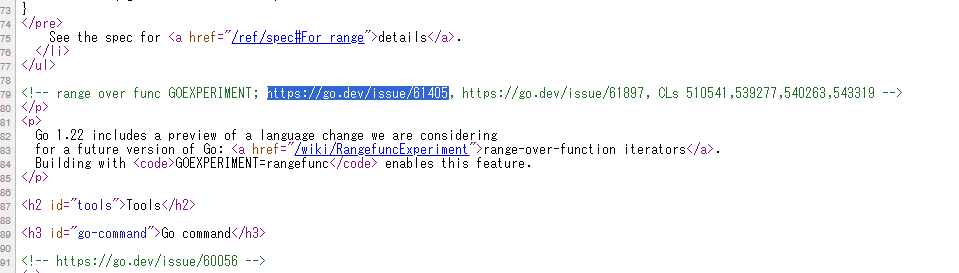 73 }
74 </pre>
75 See the spec for <a href="/ref/spec#For_range">details</a>.
76 </li>
77 </ul>
78
79 <!-- range over func GOEXPERIMENT; https://go.dev/issue/61405, https://go.dev/issue/61897, CLs 510541,539277,540263,543319 -->
80 </p>
81 <p>
82 Go 1.22 includes a preview of a language change we are considering
83 for a future version of Go: <a href="/wiki/RangefuncExperiment">range-over-function iterators</a>.
84 Building with <code>GOEXPERIMENT=rangefunc</code> enables this feature.
85 </p>
86
87 <h2 id="tools">Tools</h2>
88
89 <h3 id="go-command">Go command</h3>
90
91 <!-- https://go.dev/issue/60056 -->